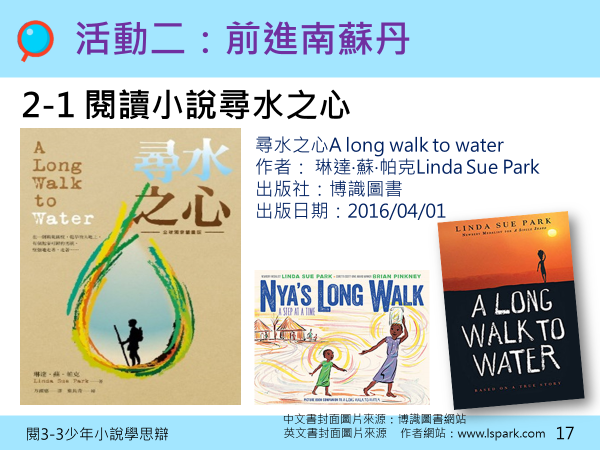 活動二：前進南蘇丹
2-1 閱讀小說尋水之心
尋水之心A long walk to water
作者： 琳達·蘇·帕克Linda Sue Park
出版社：博識圖書
出版日期：2016/04/01
A
Long
Walk
to
Water
尋水
之心
琳達·蘇·帕克
Linda Sue Park
LINDA SUE PARK
BRIAN PINKNEY
NYA'S LONG WALK
A STEP AT A TIME
LINDA SUE PARK
NEWBERY MEDALIST FOR A SINGLE SHARD
A LONG
WALK TO
WATER
BASED ON A TRUE STORY
中文書封面圖片來源：博識圖書網站
英文書封面圖片來源 作者網站：www.lspark.com
閱3-3少年小說學思辯
17